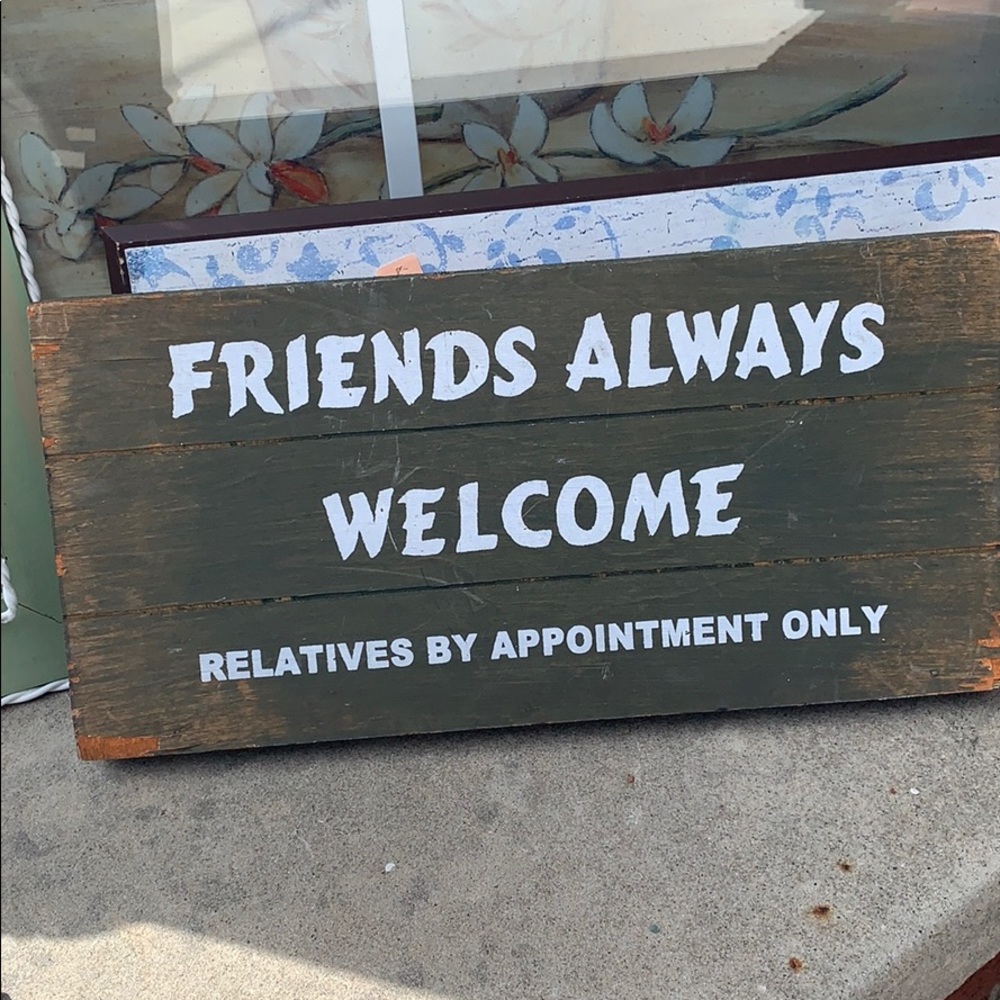 FRIENDS ALWAYS
WELCOME
RELATIVES BY APPOINTMENT ONLY